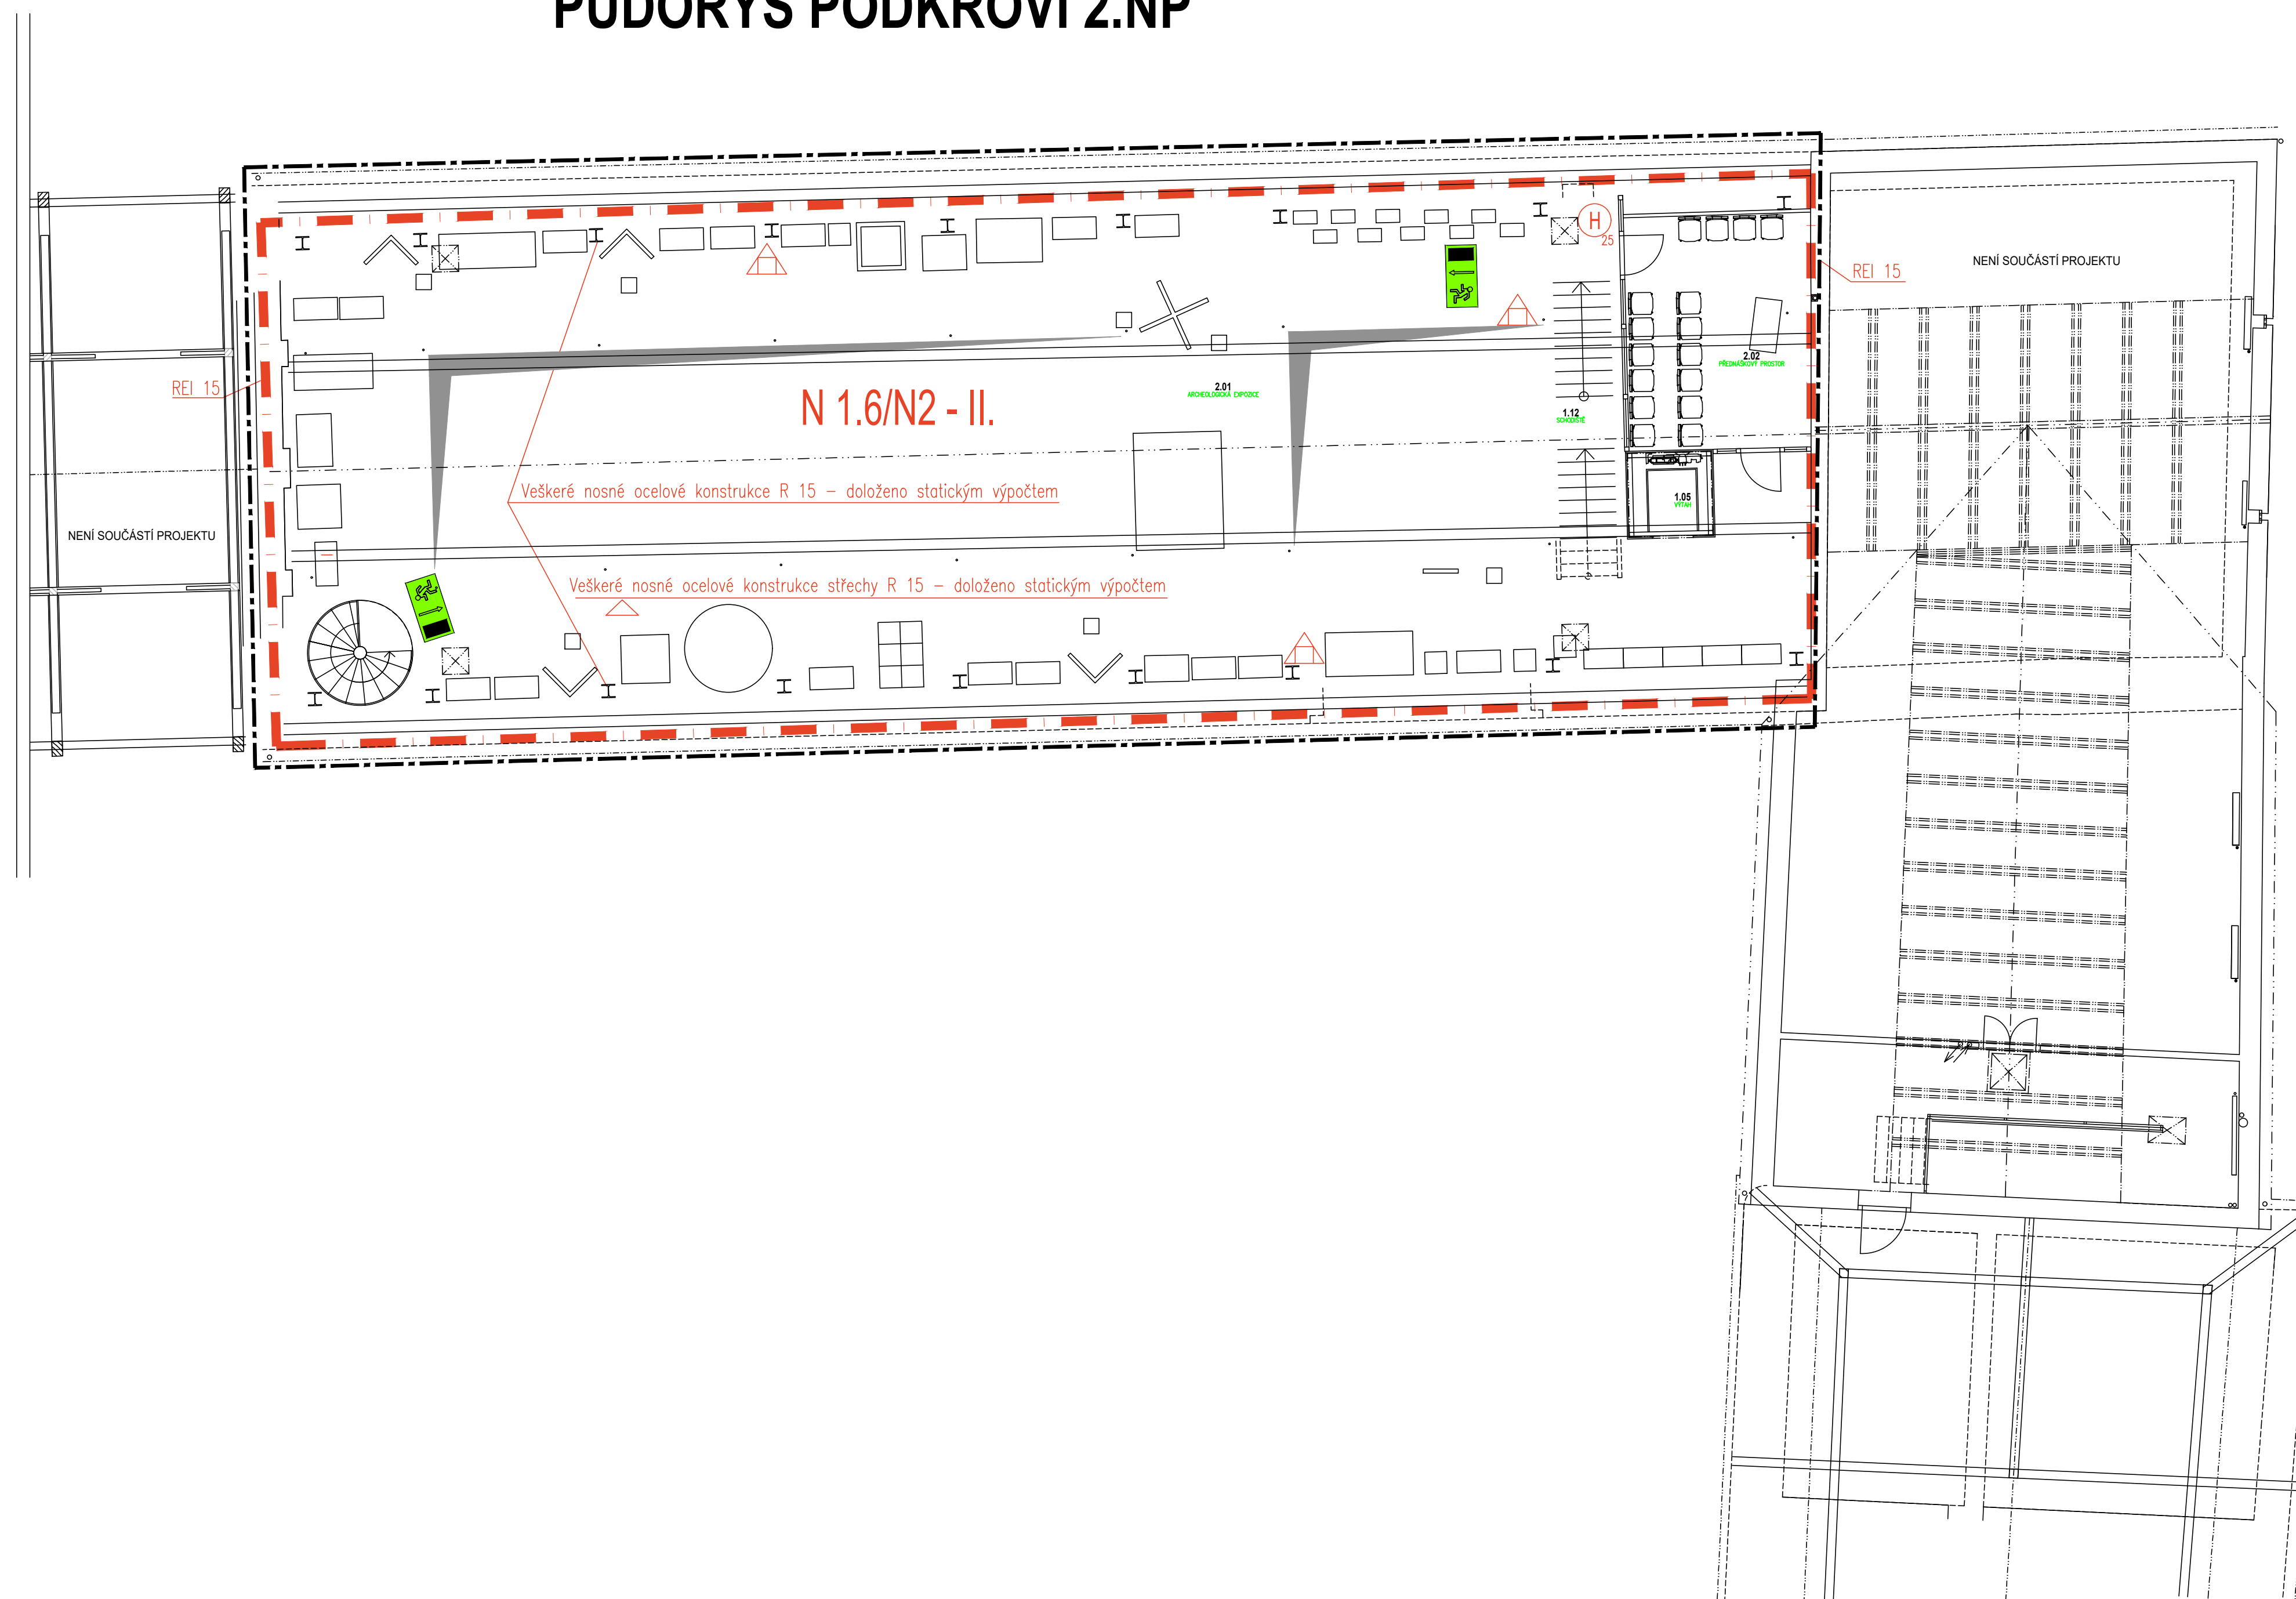 PŮDORYS PODKROVÍ 2.NP
H
25
REI 15
NENÍ SOUČÁSTÍ PROJEKTU
2.02
PŘEDNÁŠKOVÝ PROSTOR
REI 15
N 1.6/N2 - II.
2.01
ARCHEOLOGICKÁ EXPOZICE
1.12
SCHODIŠTĚ
Veškeré nosné ocelové konstrukce R 15 – doloženo statickým výpočtem
1.05
VÝTAH
NENÍ SOUČÁSTÍ PROJEKTU
Veškeré nosné ocelové konstrukce střechy R 15 – doloženo statickým výpočtem